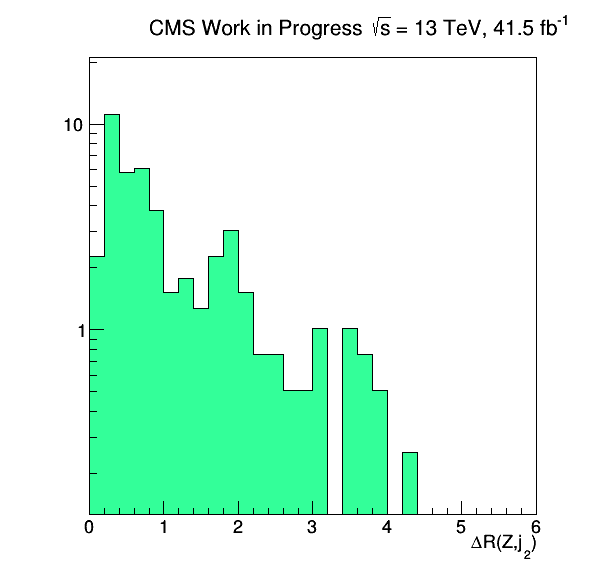 CMS Work in Progress √s = 13 TeV, 41.5 fb⁻¹
10
1
0 1 2 3 4 5 6
ΔR(Z,j₂)